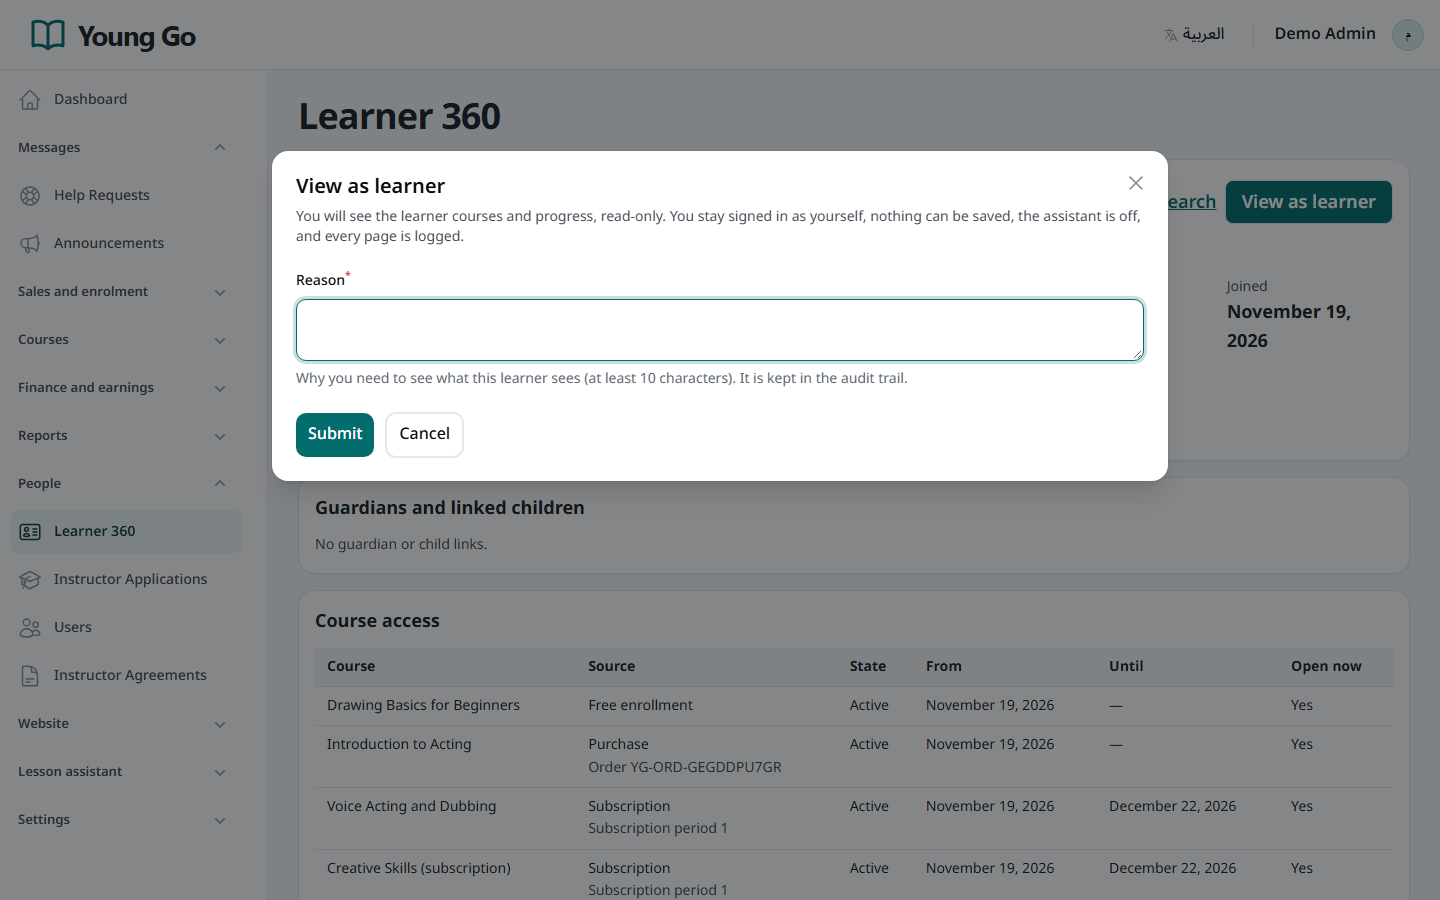 Young Go
العربية
Demo Admin
م
Dashboard
Messages
Help Requests
Announcements
Sales and enrolment
Courses
Finance and earnings
Reports
People
Learner 360
Instructor Applications
Users
Instructor Agreements
Website
Lesson assistant
Settings
Learner 360
earch
View as learner
Joined
November 19,
2026
View as learner
You will see the learner courses and progress, read-only. You stay signed in as yourself, nothing can be saved, the assistant is off,
and every page is logged.
Reason*
Why you need to see what this learner sees (at least 10 characters). It is kept in the audit trail.
Submit
Cancel
Guardians and linked children
No guardian or child links.
Course access
Course Source State From Until Open now
Drawing Basics for Beginners Free enrollment Active November 19, 2026 — Yes
Introduction to Acting Purchase Active November 19, 2026 — Yes
Order YG-ORD-GEGDDPU7GR
Voice Acting and Dubbing Subscription Active November 19, 2026 December 22, 2026 Yes
Subscription period 1
Creative Skills (subscription) Subscription Active November 19, 2026 December 22, 2026 Yes
Subscription period 1